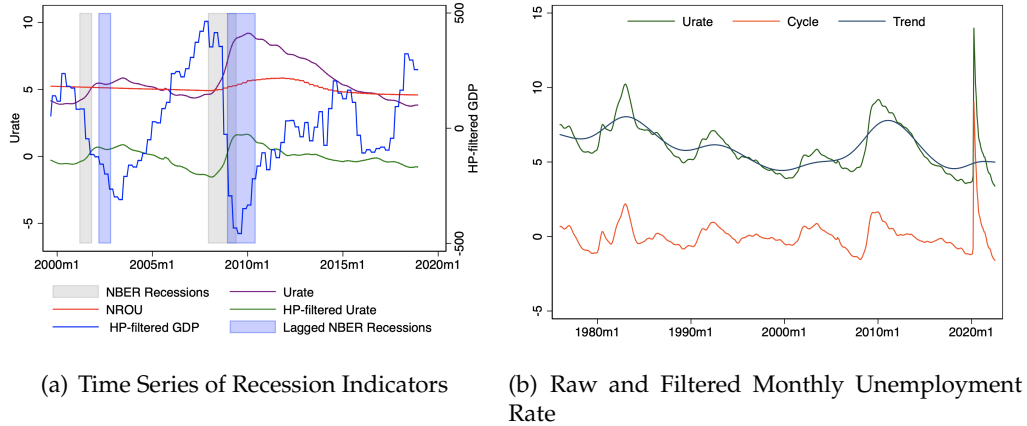 10
5
0
-5
Urate
500
0
-500
HP-filtered GDP
2000m1 2005m1 2010m1 2015m1 2020m1
NBER Recessions Urate
NROU HP-filtered Urate
HP-filtered GDP Lagged NBER Recessions
(a) Time Series of Recession Indicators
Urate Cycle Trend
15
10
5
0
-5
1980m1 1990m1 2000m1 2010m1 2020m1
(b) Raw and Filtered Monthly Unemployment
Rate